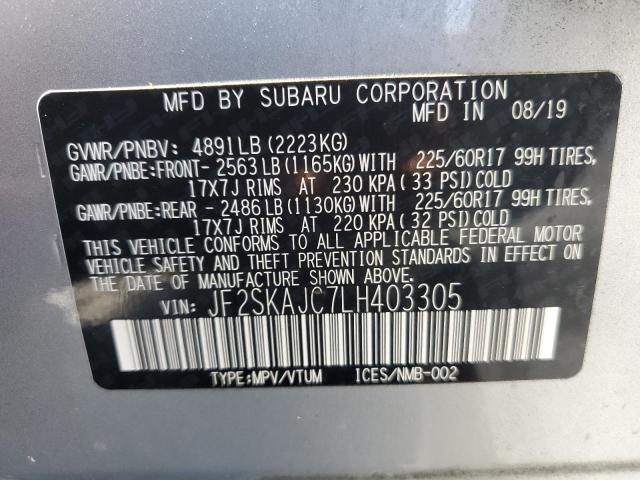 MFD BY SUBARU CORPORATION
MFD IN 08/19
GVWR/PNBV: 4891LB (2223KG)
GAWR/PNBE:FRONT- 2563LB(1165KG)WITH 225/60R17 99H TIRES,
17X7J RIMS AT 230 KPA( 33 PSI)COLD
GAWR/PNBE:REAR - 2486LB(1130KG)WITH 225/60R17 99H TIRES,
17X7J RIMS AT 220 KPA( 32 PSI)COLD
THIS VEHICLE CONFORMS TO ALL APPLICABLE FEDERAL MOTOR
VEHICLE SAFETY AND THEFT PREVENTION STANDARDS IN EFFECT ON
THE DATE OF MANUFACTURE SHOWN ABOVE.
VIN: JF2SKAJC7LH403305
TYPE:MPV/VTUM ICES/NMB-002